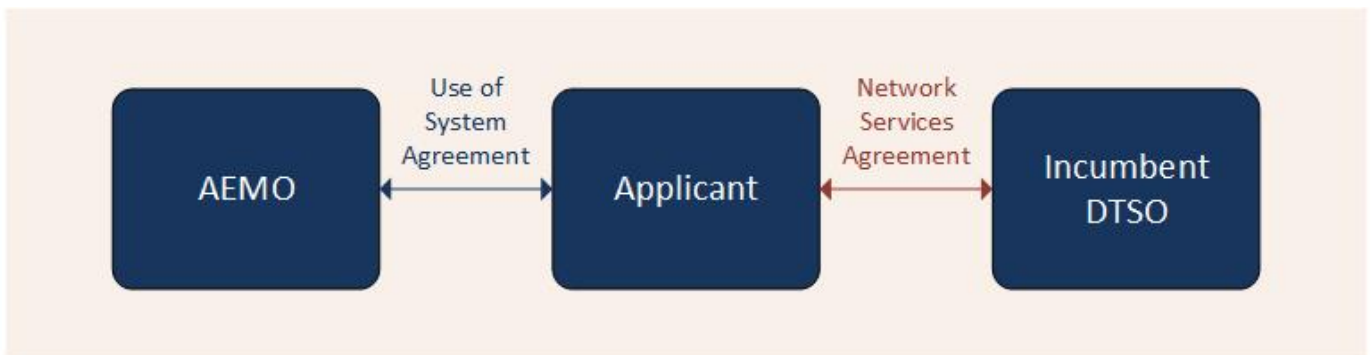 AEMO
Use of
System
Agreement
Applicant
Network
Services
Agreement
Incumbent
DTSO